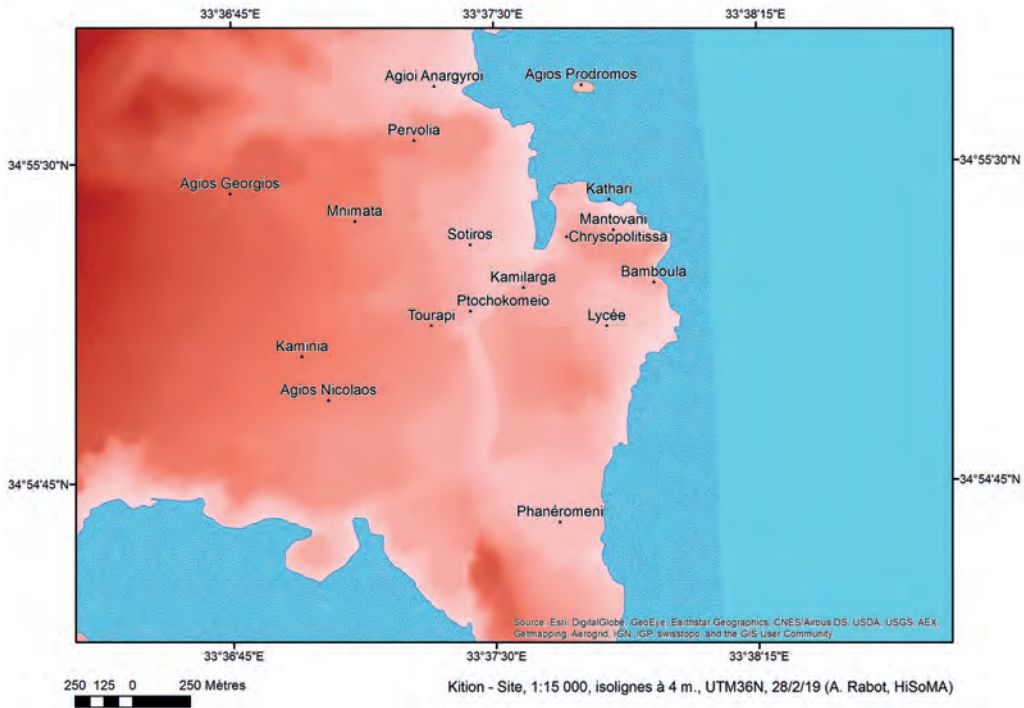 33°36'45"E 33°37'30"E 33°38'15"E
Agioi Anargyroi
Agios Prodromos
Pervolia
34°55'30"N 34°55'30"N
Agios Georgios
Kathari
Mnimata
Mantovani
Sotiros
Chrysopolitissa
Bamboula
Kamilarga
Ptochokomeio
Tourapi
Lycée
Kaminia
Agios Nicolaos
34°54'45"N 34°54'45"N
Phanéromeni
Source: Esri, DigitalGlobe, GeoEye, Earthstar Geographics, CNES/Airbus DS, USDA, USGS, AEX,
Getmapping, Aerogrid, IGN, IGP, swisstopo, and the GIS User Community
33°36'45"E 33°37'30"E 33°38'15"E
250 125 0 250 Mètres
Kition - Site, 1:15 000, isolignes à 4 m., UTM36N, 28/2/19 (A. Rabot, HiSoMA)